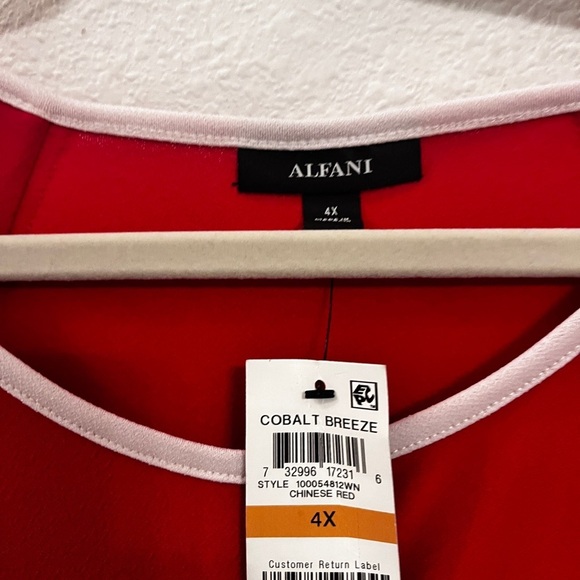 ALFANI
4X
COBALT BREEZE
7 32996 17231 6
STYLE 100054812WN
CHINESE RED
4X
Customer Return Label